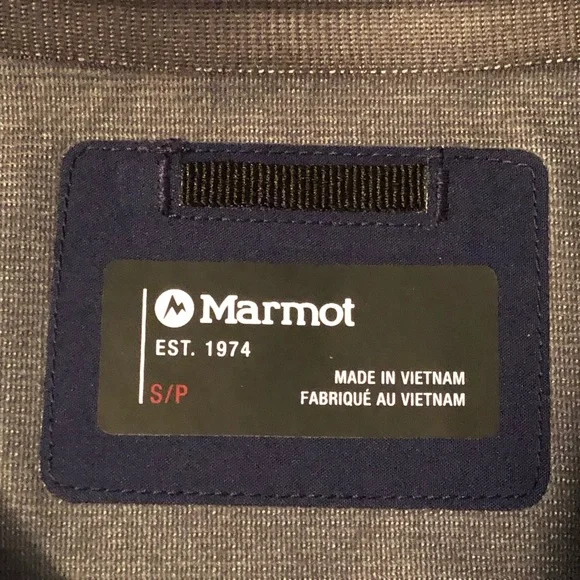 Marmot
EST. 1974
S/P
MADE IN VIETNAM
FABRIQUÉ AU VIETNAM